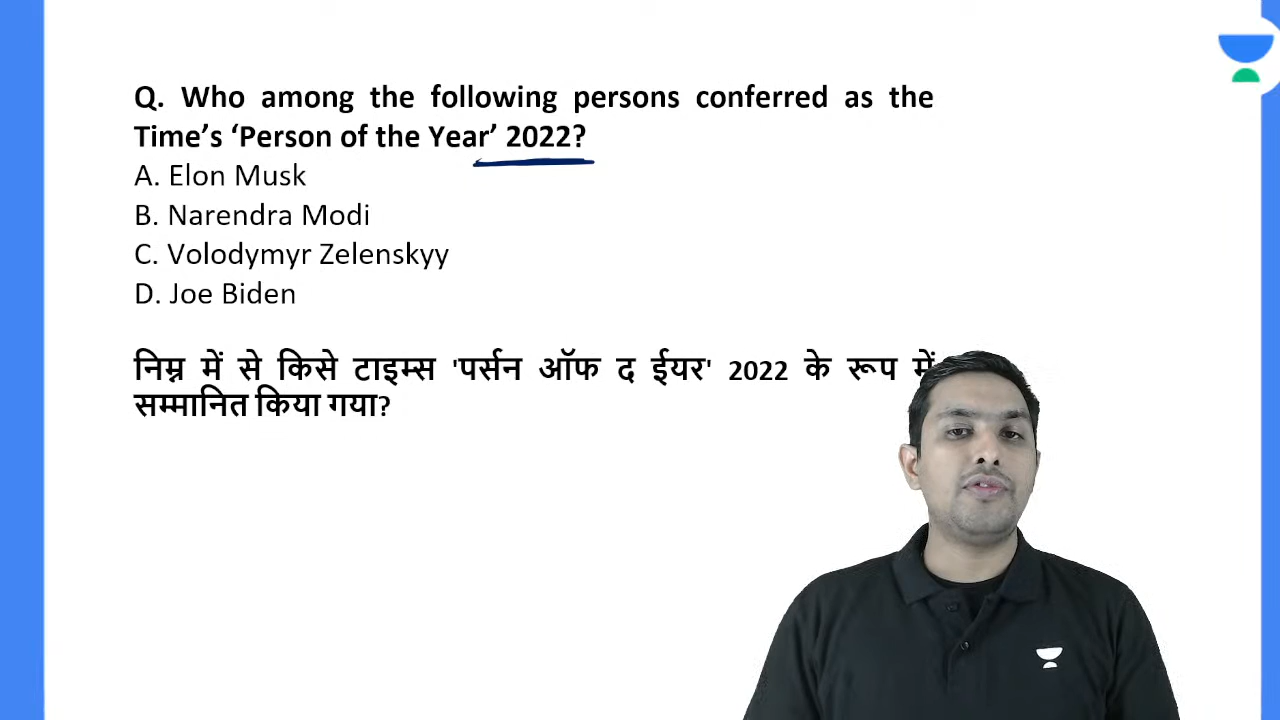 Q. Who among the following persons conferred as the
Time’s ‘Person of the Year’ 2022?
A. Elon Musk
B. Narendra Modi
C. Volodymyr Zelenskyy
D. Joe Biden
निम्न में से किसे टाइम्स 'पर्सन ऑफ द ईयर' 2022 के रूप में
सम्मानित किया गया?